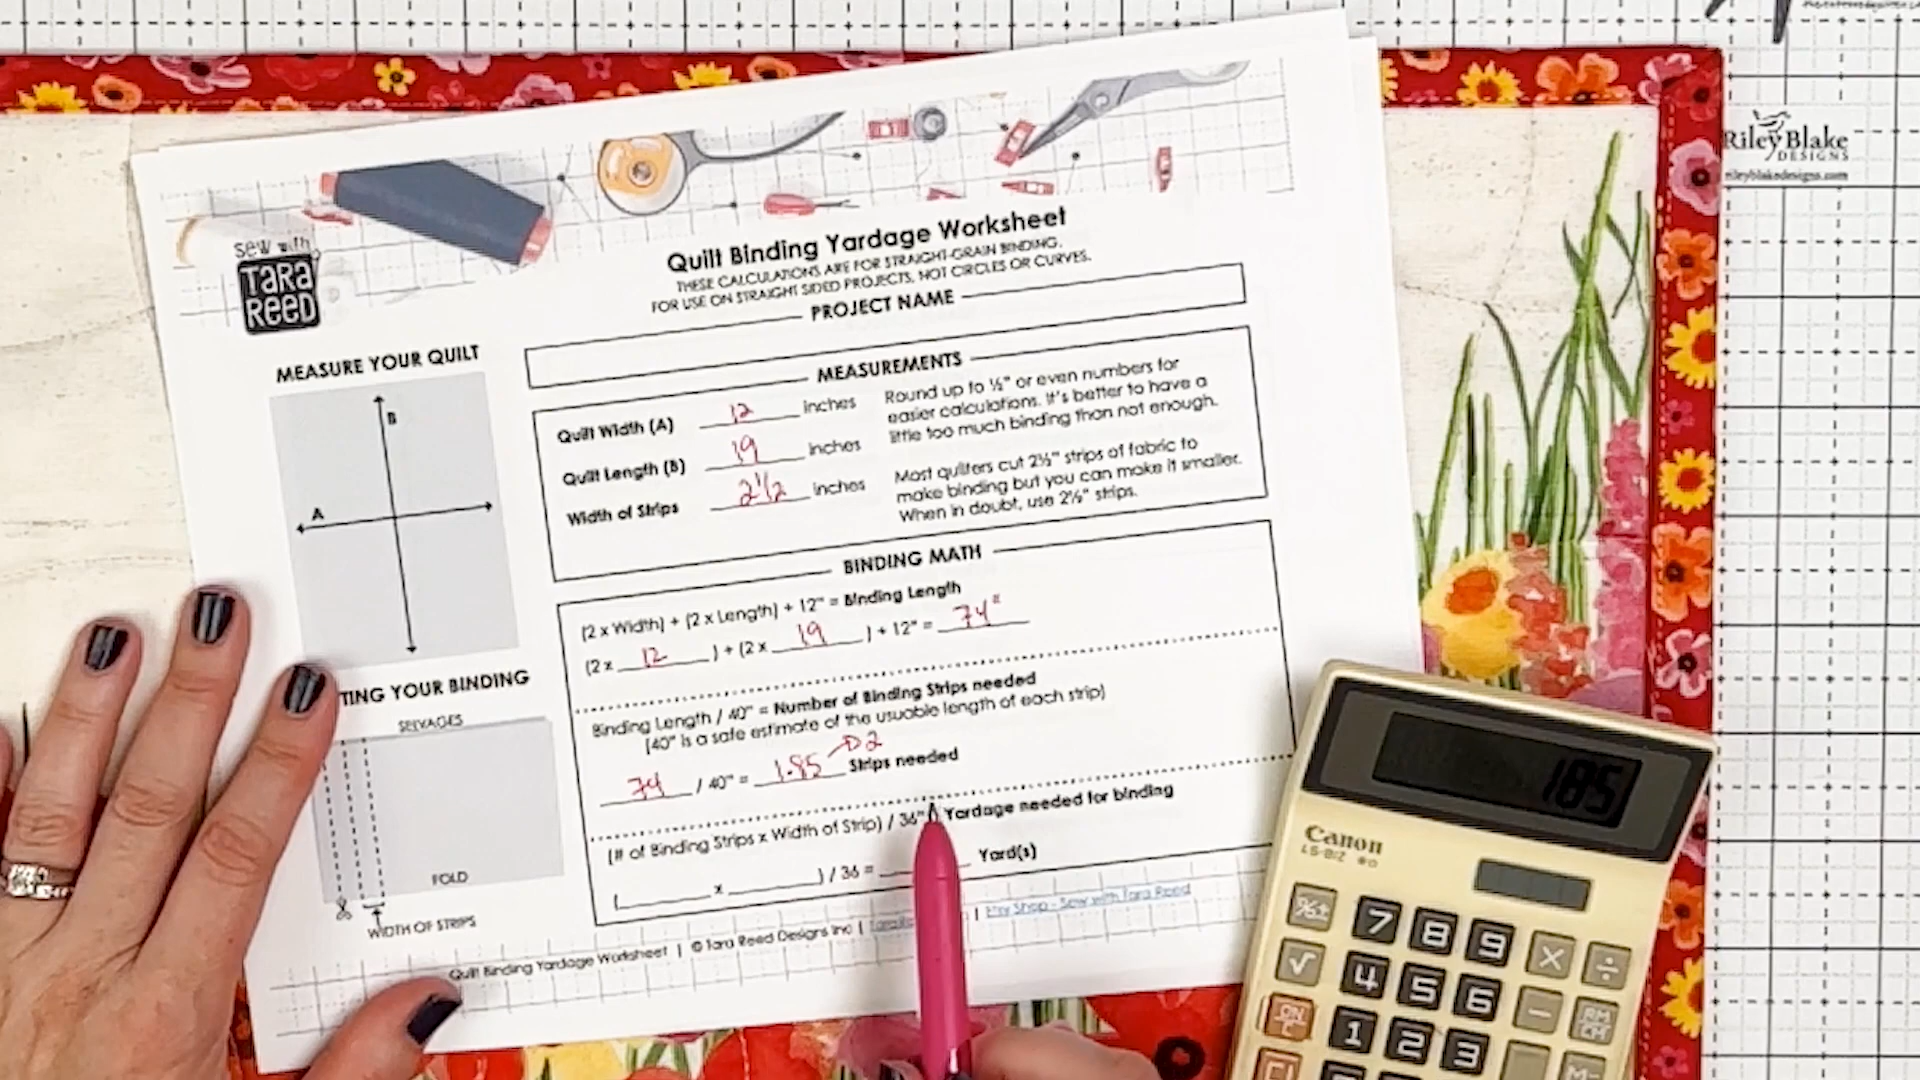 Riley Blake
DESIGNS
rileyblakedesigns.com
sew with
TARA
REED
Quilt Binding Yardage Worksheet
THESE CALCULATIONS ARE FOR STRAIGHT-GRAIN BINDING.
FOR USE ON STRAIGHT SIDED PROJECTS, NOT CIRCLES OR CURVES.
PROJECT NAME
MEASURE YOUR QUILT
B
A
MEASUREMENTS
Quilt Width (A) 12 inches
Quilt Length (B) 19 inches
Width of Strips 2 1/2 inches
Round up to ½" or even numbers for
easier calculations. It's better to have a
little too much binding than not enough.
Most quilters cut 2½" strips of fabric to
make binding but you can make it smaller.
When in doubt, use 2½" strips.
BINDING MATH
(2 x Width) + (2 x Length) + 12" = Binding Length
(2 x 12 ) + (2 x 19 ) + 12" = 74"
Binding Length / 40" = Number of Binding Strips needed
(40" is a safe estimate of the usuable length of each strip)
74 / 40" = 1.85 → 2 Strips needed
(# of Binding Strips x Width of Strip) / 36" Yardage needed for binding
( x ) / 36 = Yard(s)
TING YOUR BINDING
SELVAGES
FOLD
WIDTH OF STRIPS
Quilt Binding Yardage Worksheet | © Tara Reed Designs Inc | TaraRe | Etsy Shop - Sew with Tara Reed
185
Canon
LS-8IZ
% ± 7 8 9 × ÷
√ 4 5 6 − RM CM
ON/C 1 2 3 M−
CI